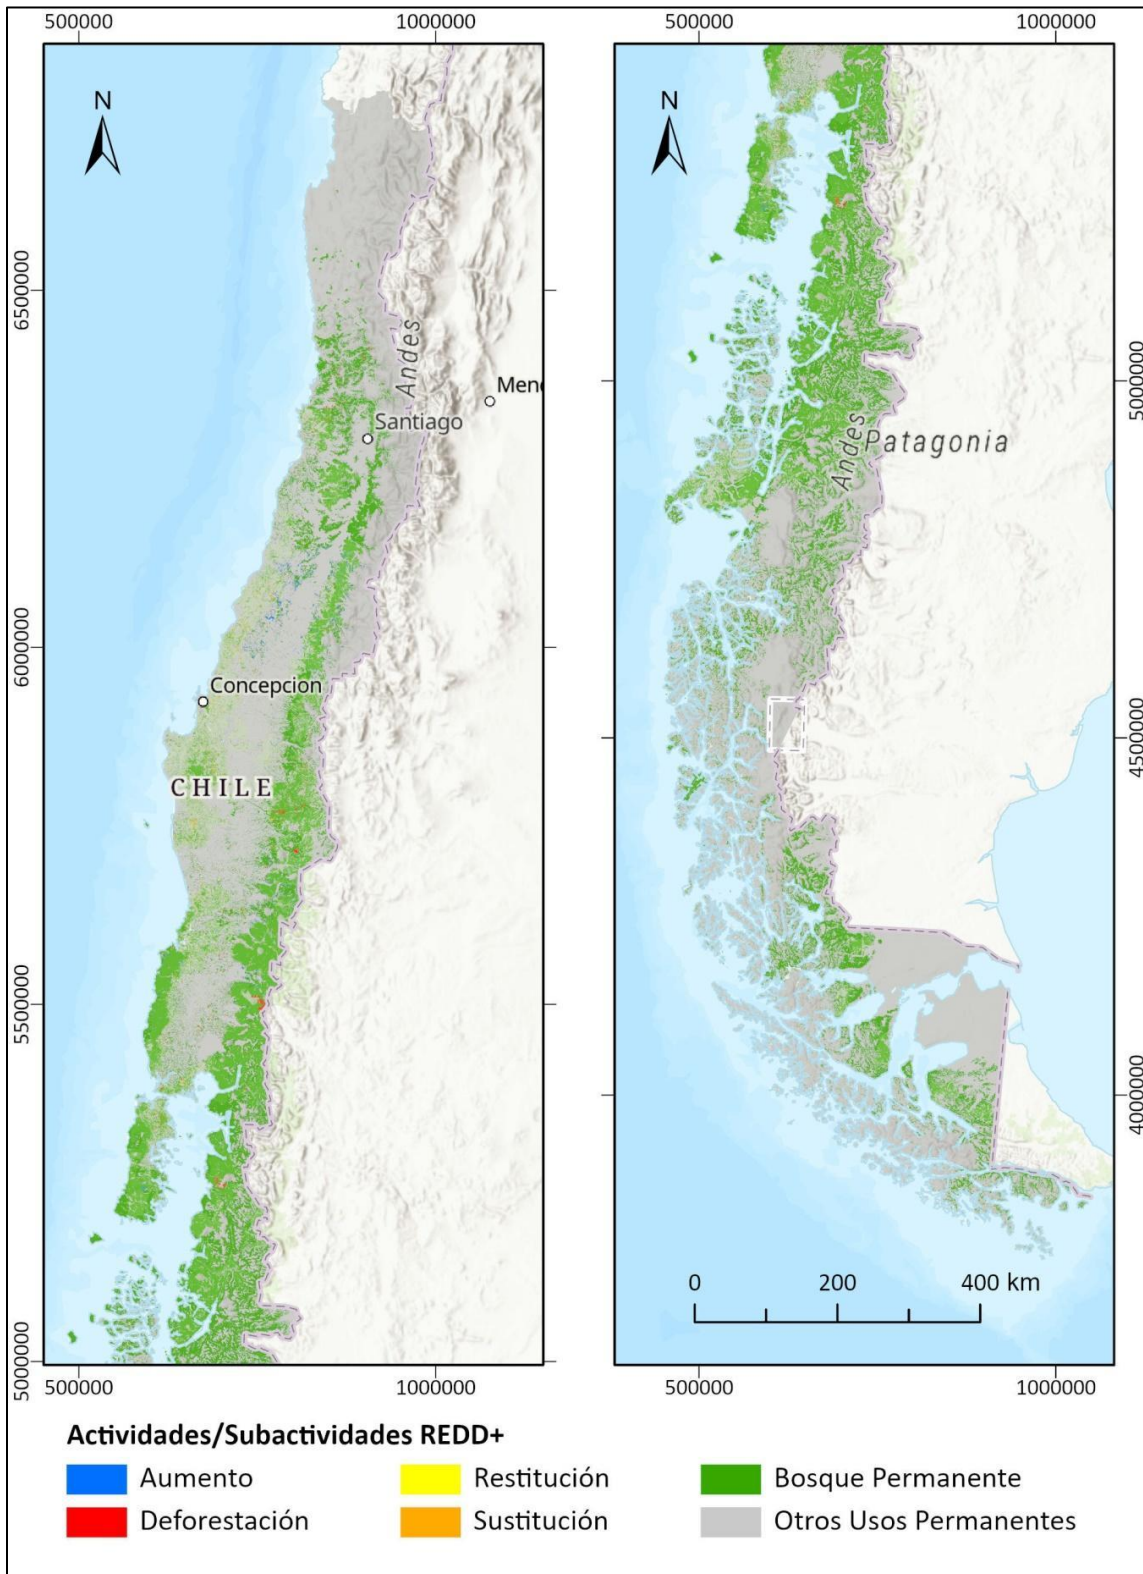 500000 1000000 500000 1000000
N N
6500000
5000000
Andes
Mend
Santiago
Andes
Patagonia
6000000
Concepcion
4500000
CHILE
5500000
4000000
0 200 400 km
5000000
500000 1000000 500000 1000000
Actividades/Subactividades REDD+
Aumento Restitución Bosque Permanente
Deforestación Sustitución Otros Usos Permanentes